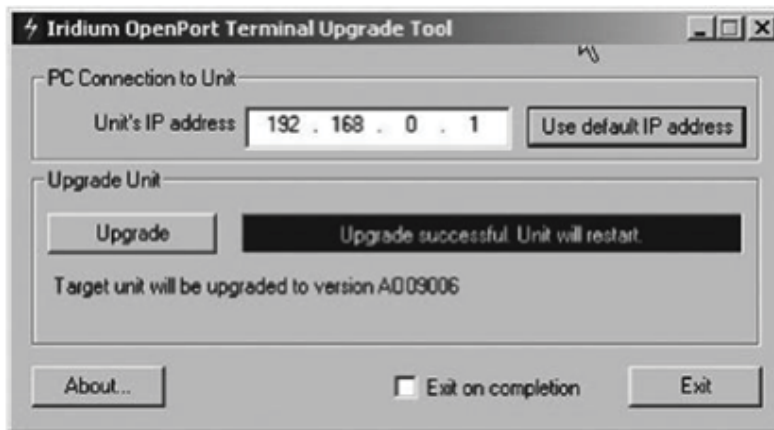 Iridium OpenPort Terminal Upgrade Tool
PC Connection to Unit
Unit's IP address 192 . 168 . 0 . 1 Use default IP address
Upgrade Unit
Upgrade Upgrade successful. Unit will restart.
Target unit will be upgraded to version A009006
About... Exit on completion Exit